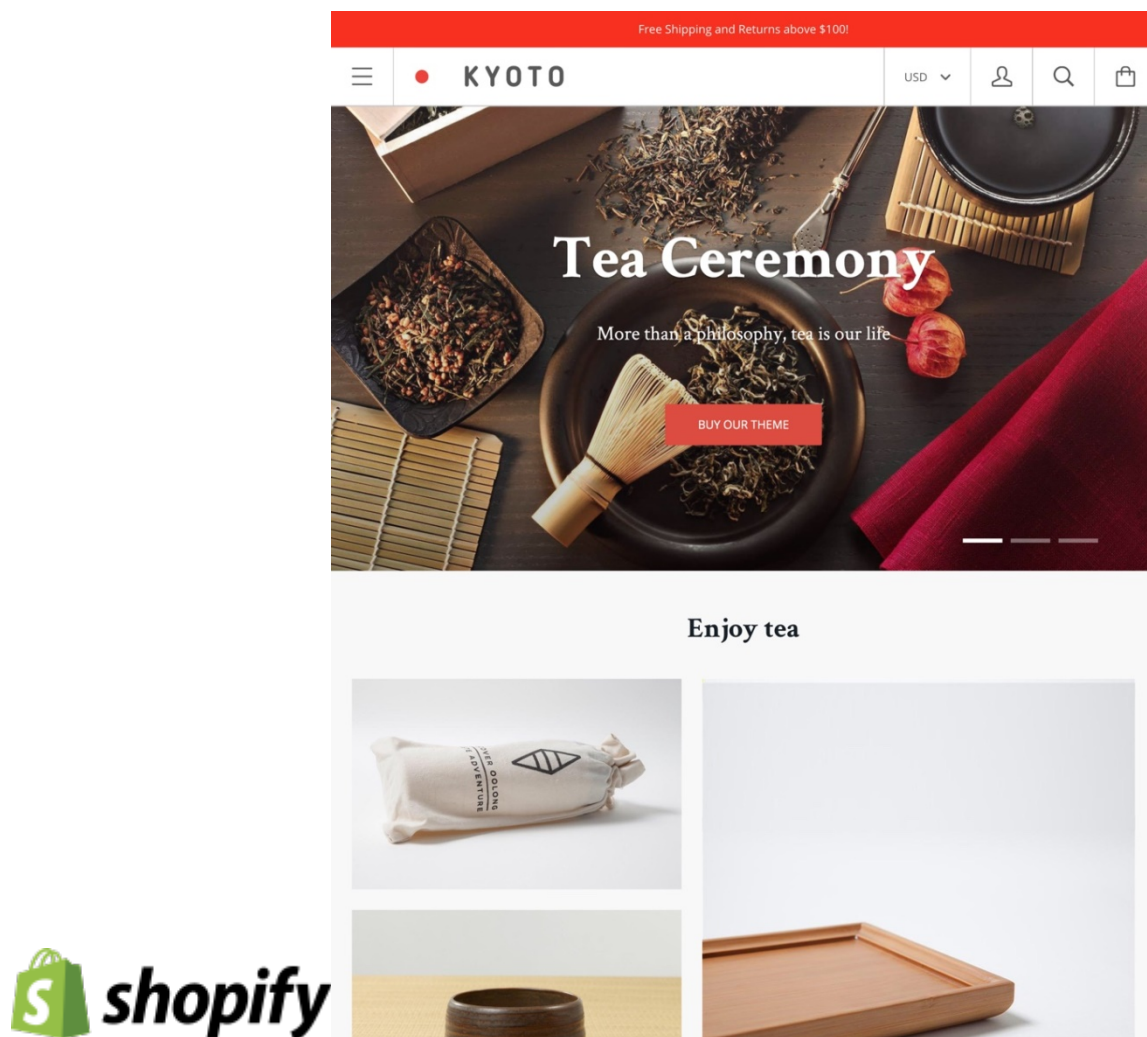 Free Shipping and Returns above $100!
KYOTO
USD
Tea Ceremony
More than a philosophy, tea is our life
BUY OUR THEME
Enjoy tea
OOLONG
ADVENTURE
shopify